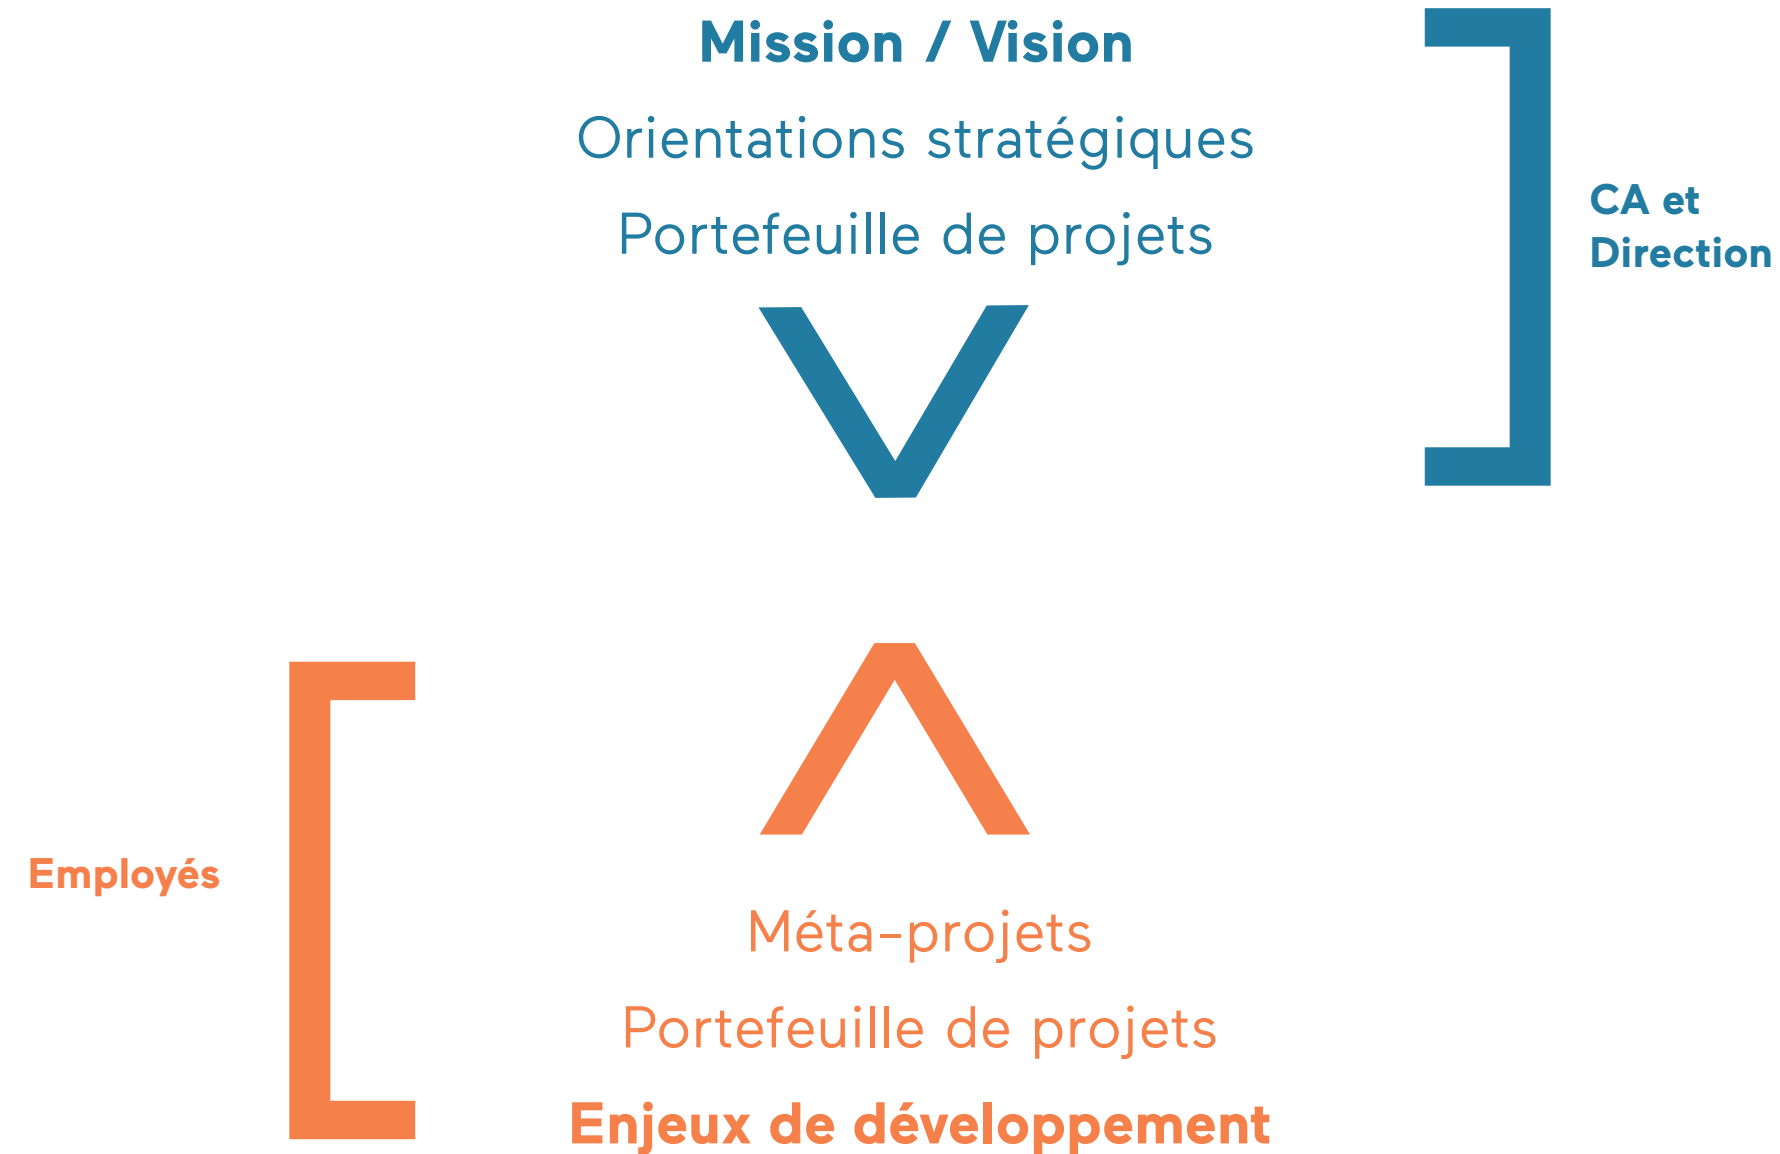 Mission / Vision
Orientations stratégiques
Portefeuille de projets
CA et
Direction
Employés
Méta-projets
Portefeuille de projets
Enjeux de développement